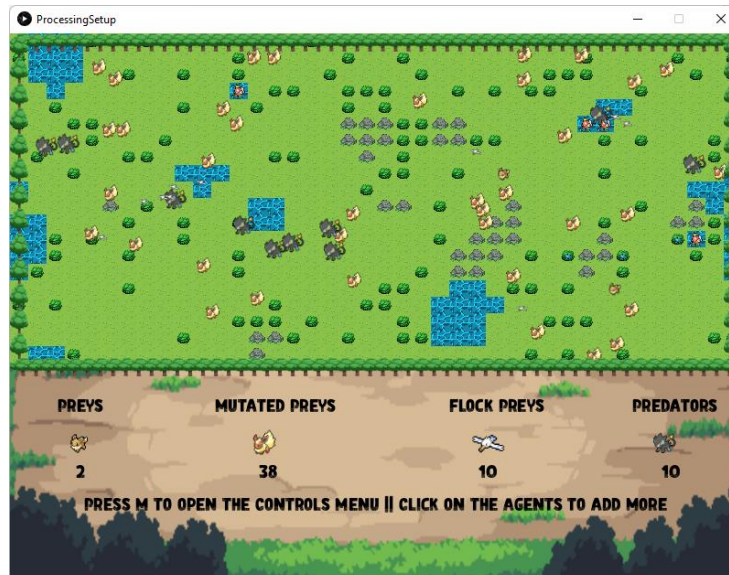 ProcessingSetup
PREYS MUTATED PREYS FLOCK PREYS PREDATORS
2 38 10 10
PRESS M TO OPEN THE CONTROLS MENU || CLICK ON THE AGENTS TO ADD MORE